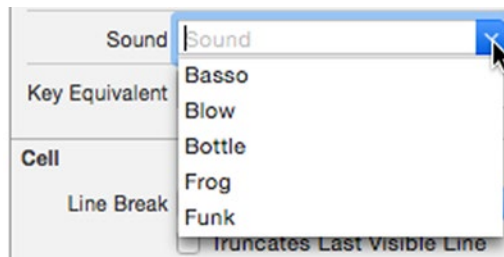 Sound Sound
Basso
Key Equivalent
Blow
Bottle
Cell
Frog
Line Break
Funk
Truncates Last Visible Line